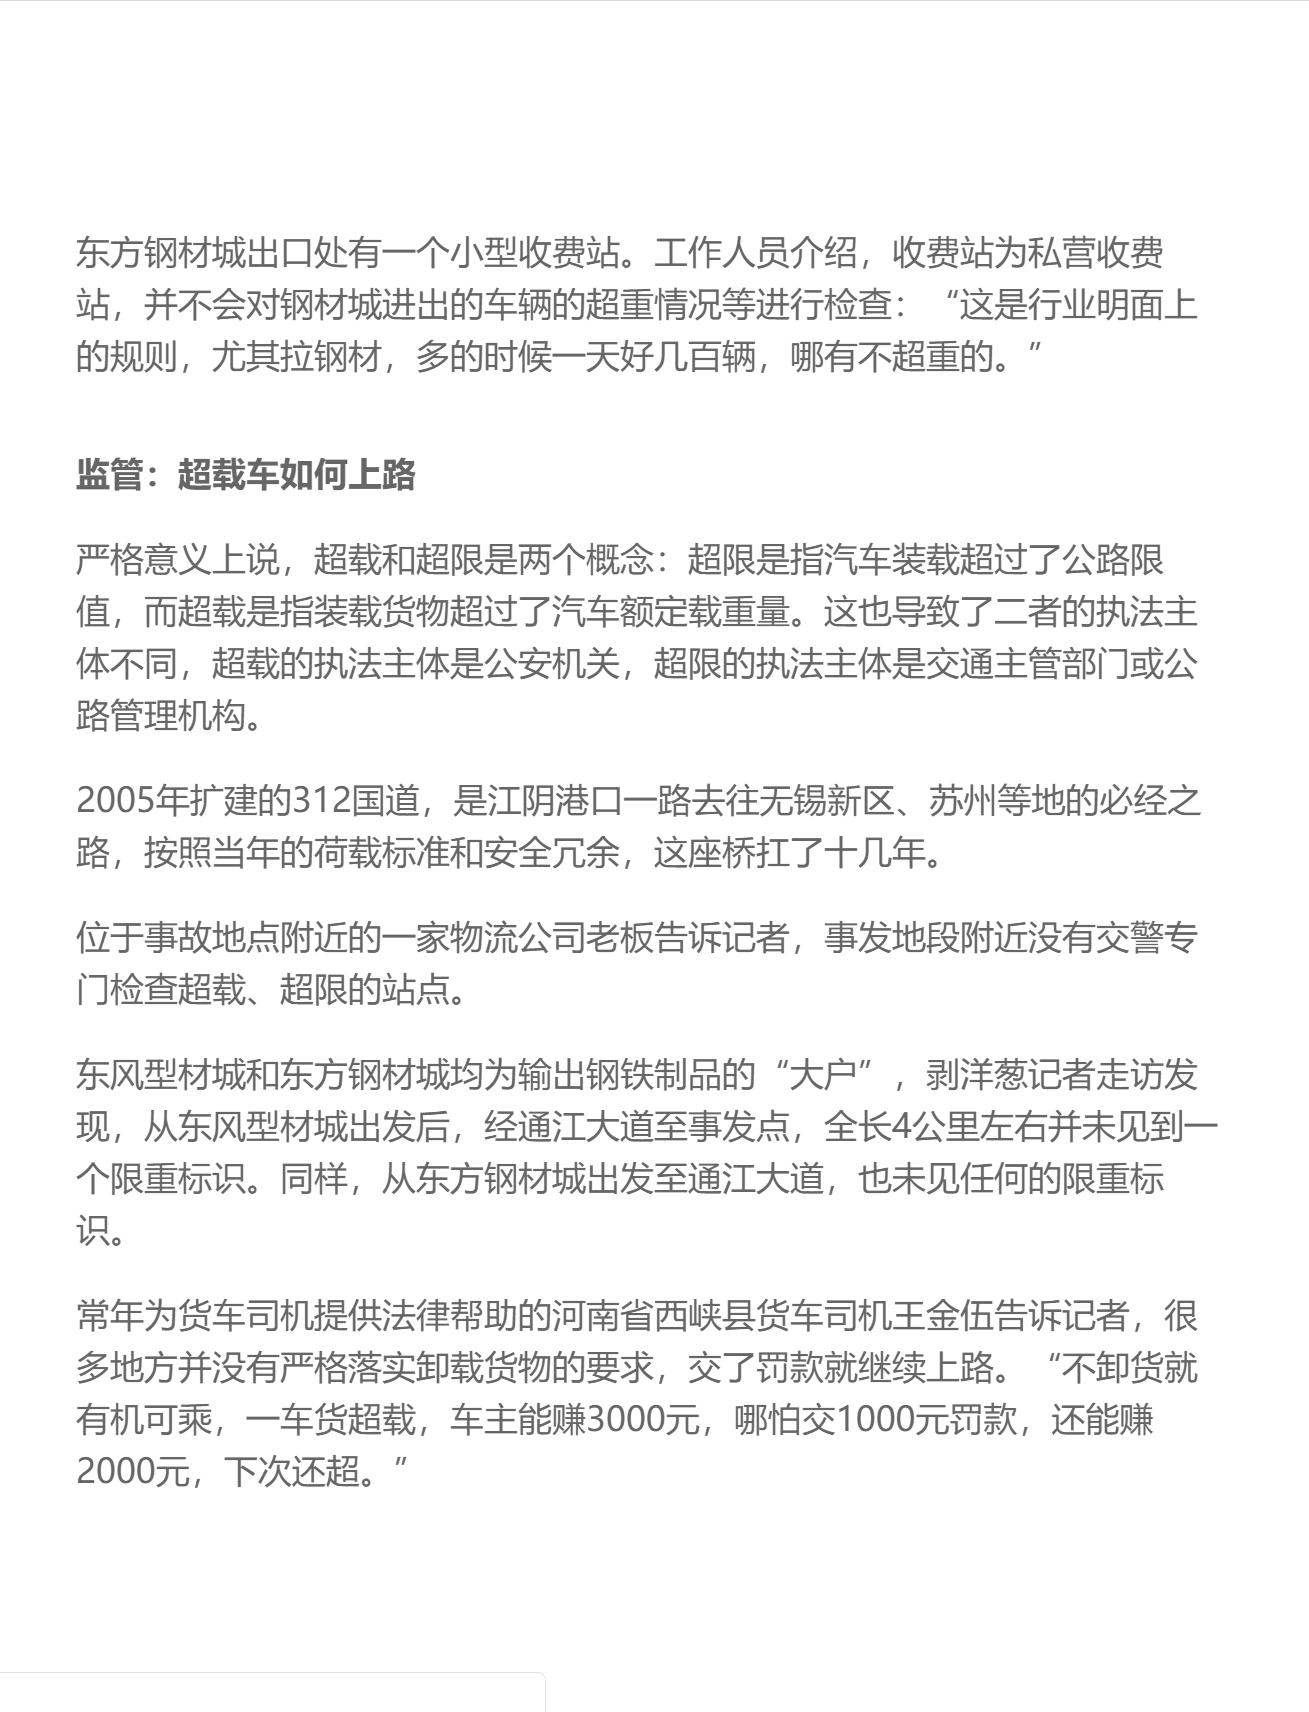 东方钢材城出口处有一个小型收费站。工作人员介绍，收费站为私营收费
站，并不会对钢材城进出的车辆的超重情况等进行检查：“这是行业明面上
的规则，尤其拉钢材，多的时候一天好几百辆，哪有不超重的。”
监管：超载车如何上路
严格意义上说，超载和超限是两个概念：超限是指汽车装载超过了公路限
值，而超载是指装载货物超过了汽车额定载重量。这也导致了二者的执法主
体不同，超载的执法主体是公安机关，超限的执法主体是交通主管部门或公
路管理机构。
2005年扩建的312国道，是江阴港口一路去往无锡新区、苏州等地的必经之
路，按照当年的荷载标准和安全冗余，这座桥扛了十几年。
位于事故地点附近的一家物流公司老板告诉记者，事发地段附近没有交警专
门检查超载、超限的站点。
东风型材城和东方钢材城均为输出钢铁制品的“大户”，剥洋葱记者走访发
现，从东风型材城出发后，经通江大道至事发点，全长4公里左右并未见到一
个限重标识。同样，从东方钢材城出发至通江大道，也未见任何的限重标
识。
常年为货车司机提供法律帮助的河南省西峡县货车司机王金伍告诉记者，很
多地方并没有严格落实卸载货物的要求，交了罚款就继续上路。“不卸货就
有机可乘，一车货超载，车主能赚3000元，哪怕交1000元罚款，还能赚
2000元，下次还超。”